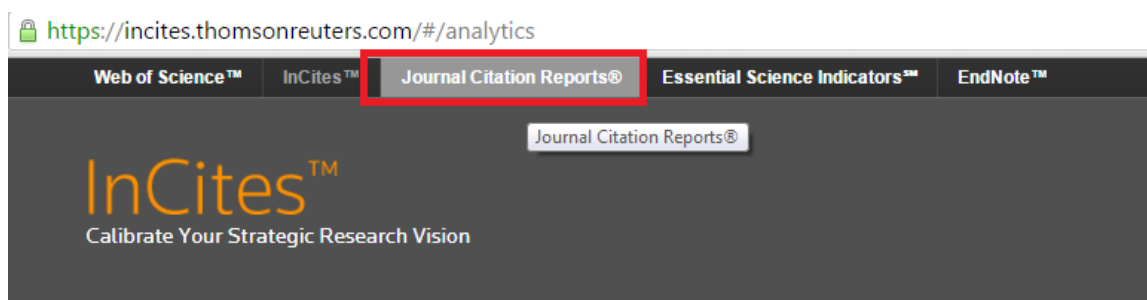 https://incites.thomsonreuters.com/#/analytics
Web of Science™ InCites™ Journal Citation Reports® Essential Science Indicators℠ EndNote™
Journal Citation Reports®
InCites™
Calibrate Your Strategic Research Vision